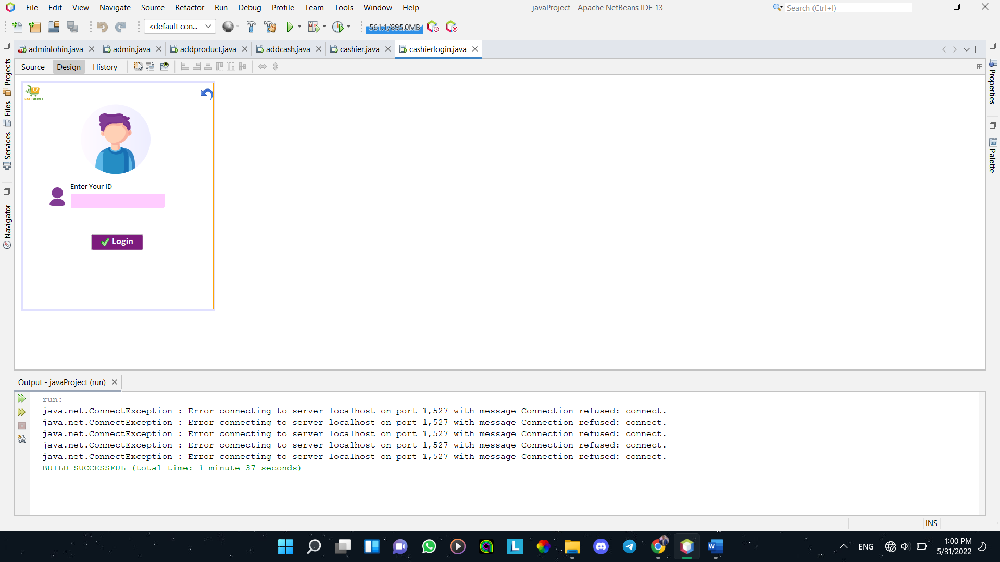 File Edit View Navigate Source Refactor Run Debug Profile Team Tools Window Help
javaProject - Apache NetBeans IDE 13
Search (Ctrl+I)
<default con...
561.1/895.0MB
adminlohin.java admin.java addproduct.java addcash.java cashier.java cashierlogin.java
Source Design History
Projects
Files
Services
Navigator
Properties
Palette
SUPERMARKET
Enter Your ID
Login
Output - javaProject (run)
run:
java.net.ConnectException : Error connecting to server localhost on port 1,527 with message Connection refused: connect.
java.net.ConnectException : Error connecting to server localhost on port 1,527 with message Connection refused: connect.
java.net.ConnectException : Error connecting to server localhost on port 1,527 with message Connection refused: connect.
java.net.ConnectException : Error connecting to server localhost on port 1,527 with message Connection refused: connect.
java.net.ConnectException : Error connecting to server localhost on port 1,527 with message Connection refused: connect.
BUILD SUCCESSFUL (total time: 1 minute 37 seconds)
INS
ENG
1:00 PM
5/31/2022